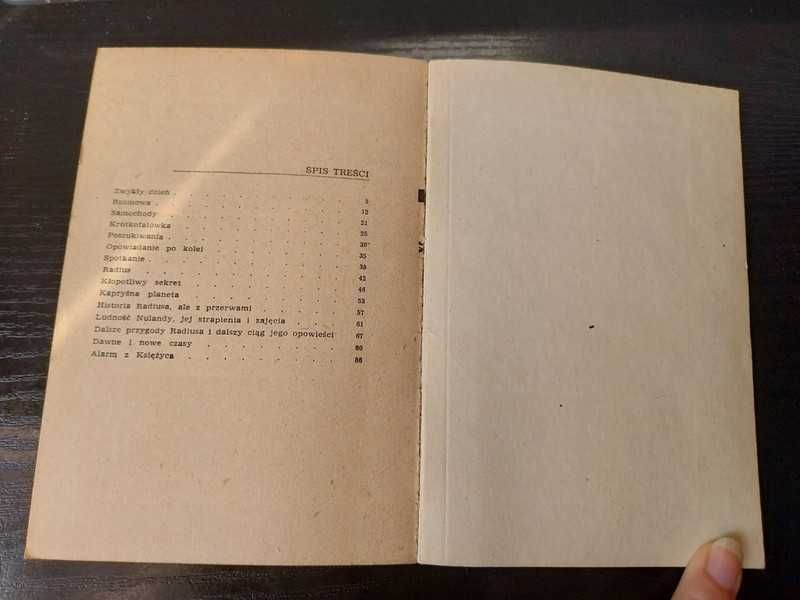 SPIS TREŚCI
Zwykły dzień . . . . . . . . . . . 5
Rozmowa . . . . . . . . . . . 12
Samochody . . . . . . . . . . . 21
Krótkofalówka . . . . . . . . . . 25
Poszukiwania . . . . . . . . . . 30
Opowiadanie po kolei . . . . . . . . 35
Spotkanie . . . . . . . . . . . 39
Radius . . . . . . . . . . . . 42
Kłopotliwy sekret . . . . . . . . . 46
Kapryśna planeta . . . . . . . . . 53
Historia Radiusa, ale z przerwami . . . . . 57
Ludność Nulandy, jej strapienia i zajęcia . . . . 61
Dalsze przygody Radiusa i dalszy ciąg jego opowieści 67
Dawne i nowe czasy . . . . . . . . 80
Alarm z Księżyca . . . . . . . . . 86